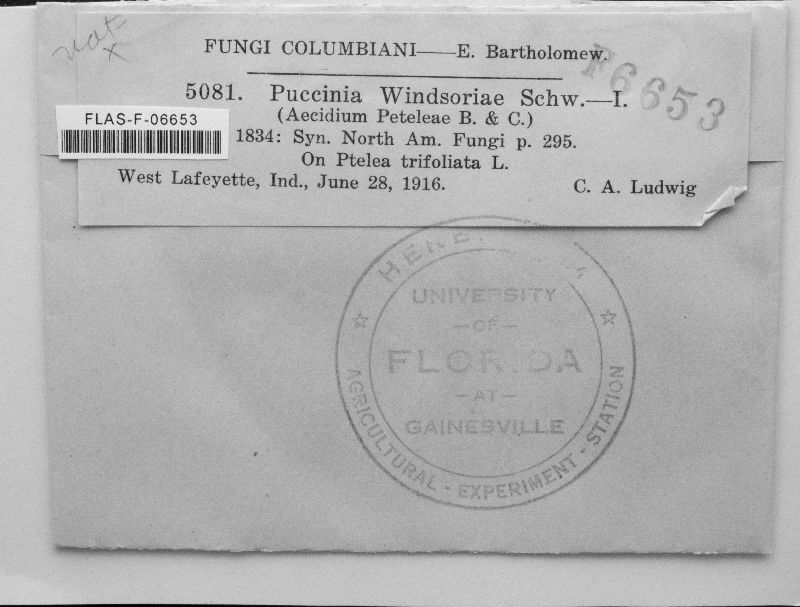 not
x
FUNGI COLUMBIANI—E. Bartholomew.
F6653
5081. Puccinia Windsoriae Schw.—I.
(Aecidium Peteleae B. & C.)
FLAS-F-06653
1834: Syn. North Am. Fungi p. 295.
On Ptelea trifoliata L.
West Lafeyette, Ind., June 28, 1916. C. A. Ludwig
UNIVERSITY
—OF—
FLORIDA
—AT—
GAINESVILLE
AGRICULTURAL - EXPERIMENT - STATION